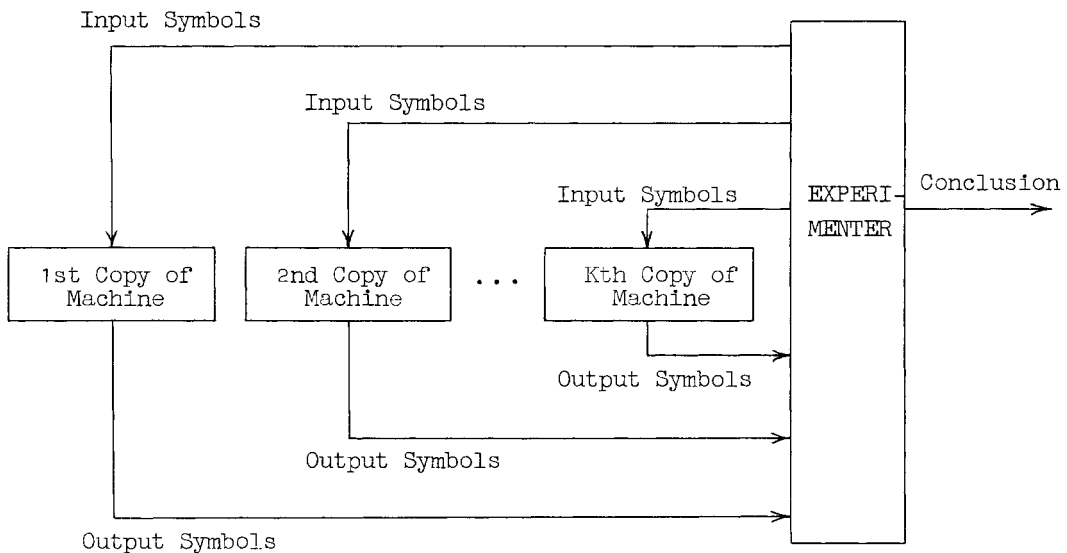 Input Symbols
Input Symbols
Input Symbols
EXPERI-
MENTER
Conclusion
1st Copy of
Machine
2nd Copy of
Machine
...
Kth Copy of
Machine
Output Symbols
Output Symbols
Output Symbols